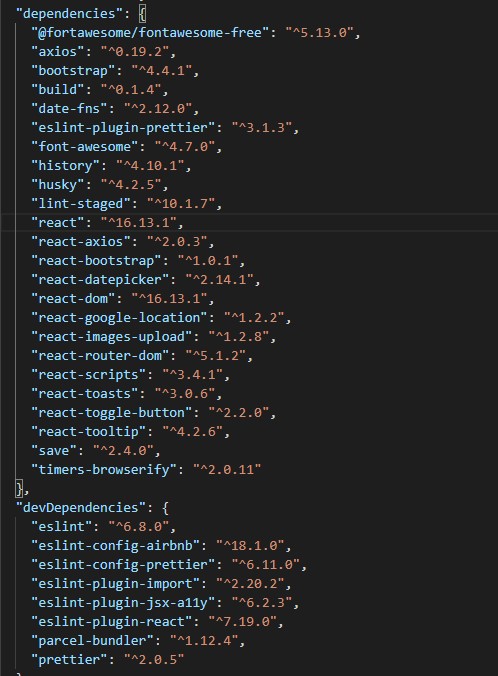 "dependencies": {
"@fortawesome/fontawesome-free": "^5.13.0",
"axios": "^0.19.2",
"bootstrap": "^4.4.1",
"build": "^0.1.4",
"date-fns": "^2.12.0",
"eslint-plugin-prettier": "^3.1.3",
"font-awesome": "^4.7.0",
"history": "^4.10.1",
"husky": "^4.2.5",
"lint-staged": "^10.1.7",
"react": "^16.13.1",
"react-axios": "^2.0.3",
"react-bootstrap": "^1.0.1",
"react-datepicker": "^2.14.1",
"react-dom": "^16.13.1",
"react-google-location": "^1.2.2",
"react-images-upload": "^1.2.8",
"react-router-dom": "^5.1.2",
"react-scripts": "^3.4.1",
"react-toasts": "^3.0.6",
"react-toggle-button": "^2.2.0",
"react-tooltip": "^4.2.6",
"save": "^2.4.0",
"timers-browserify": "^2.0.11"
},
"devDependencies": {
"eslint": "^6.8.0",
"eslint-config-airbnb": "^18.1.0",
"eslint-config-prettier": "^6.11.0",
"eslint-plugin-import": "^2.20.2",
"eslint-plugin-jsx-a11y": "^6.2.3",
"eslint-plugin-react": "^7.19.0",
"parcel-bundler": "^1.12.4",
"prettier": "^2.0.5"